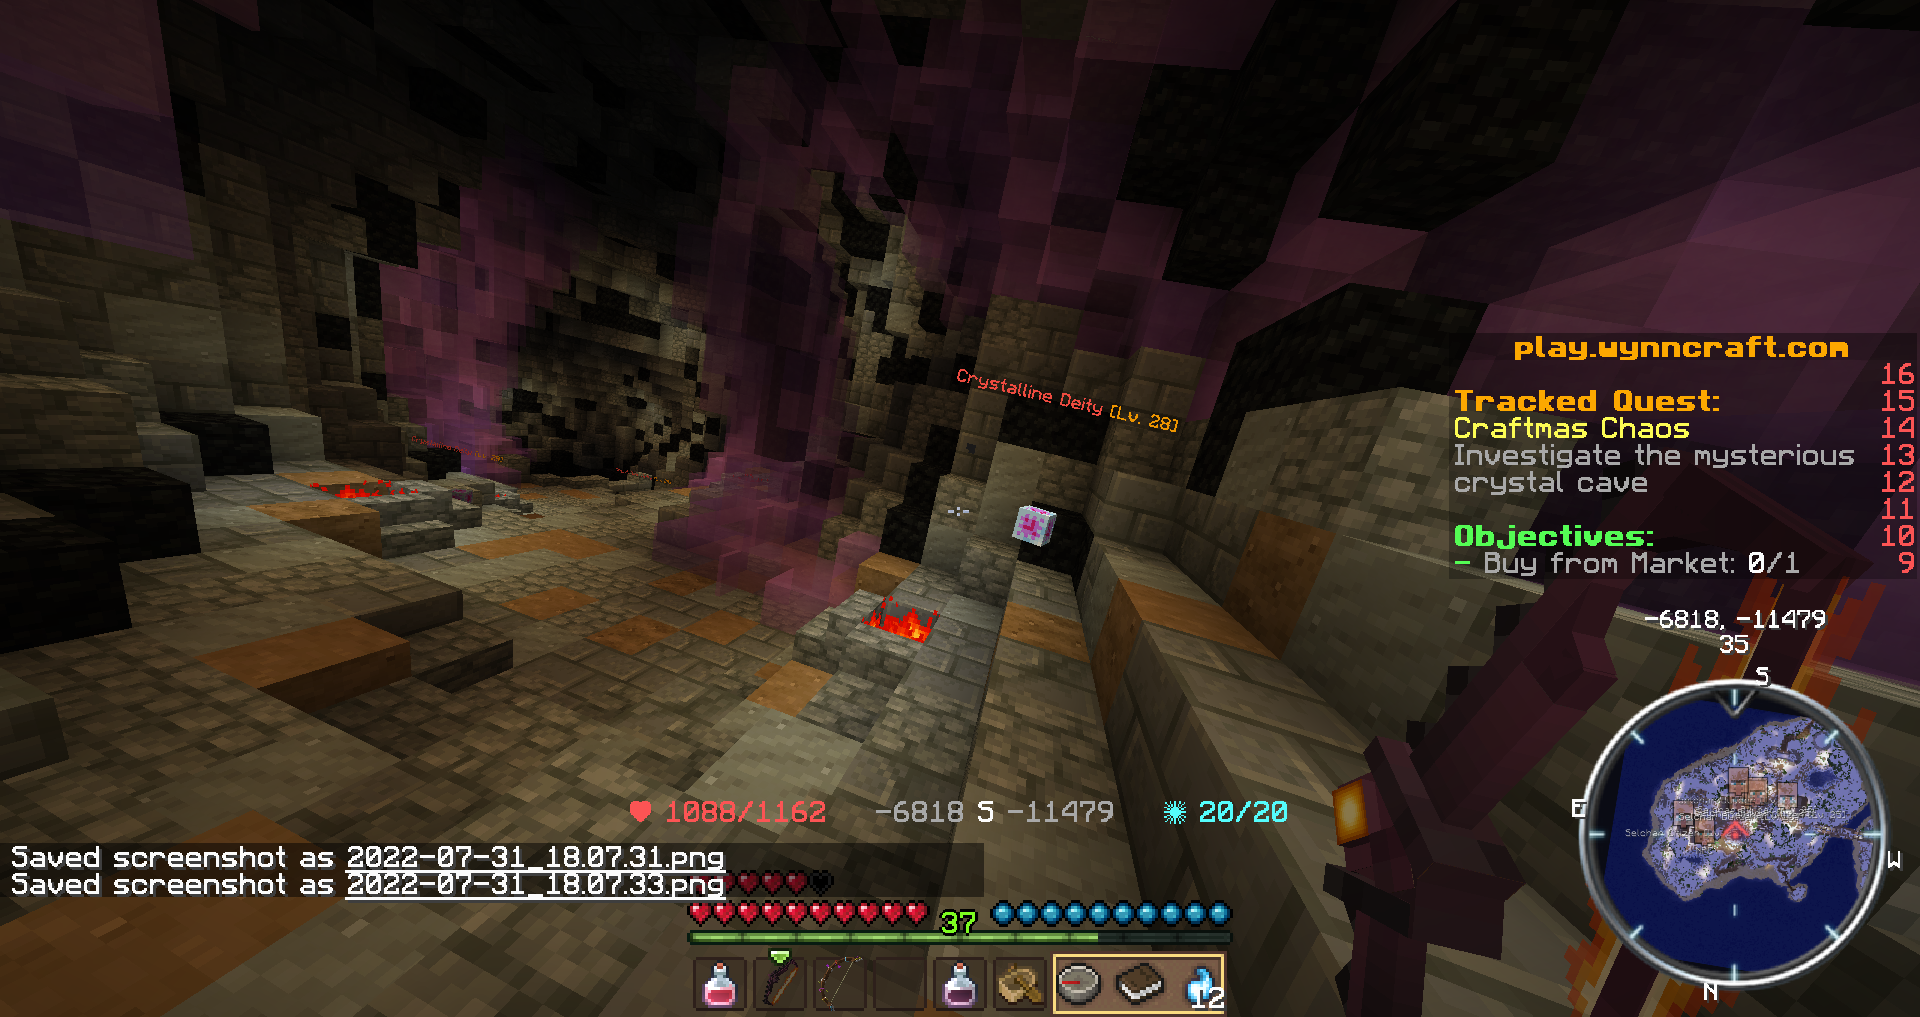 Crystalline Deity [Lv. 28]
play.wynncraft.com
16
Tracked Quest: 15
Craftmas Chaos 14
Investigate the mysterious 13
crystal cave 12
11
Objectives: 10
- Buy from Market: 0/1 9
-6818, -11479
35
S
E
W
N
1088/1162 -6818 S -11479 20/20
Saved screenshot as 2022-07-31_18.07.31.png
Saved screenshot as 2022-07-31_18.07.33.png
37
12